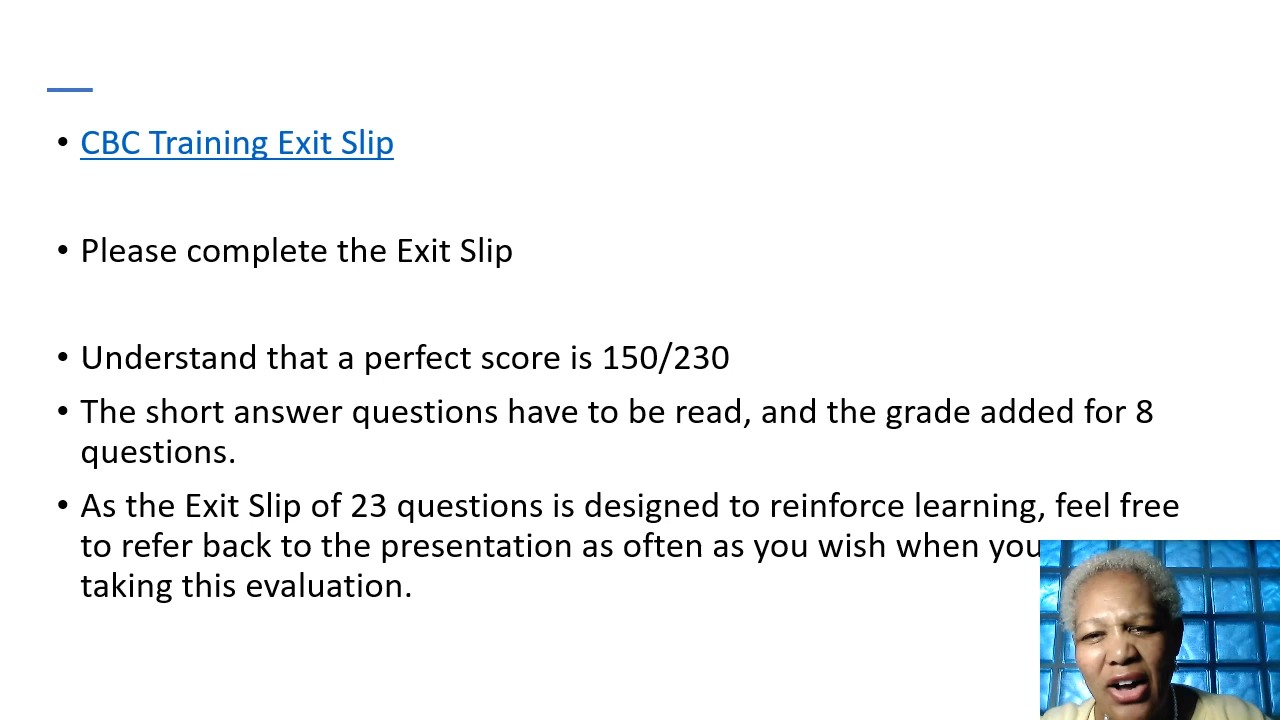 • CBC Training Exit Slip
• Please complete the Exit Slip
• Understand that a perfect score is 150/230
• The short answer questions have to be read, and the grade added for 8
questions.
• As the Exit Slip of 23 questions is designed to reinforce learning, feel free
to refer back to the presentation as often as you wish when you
taking this evaluation.